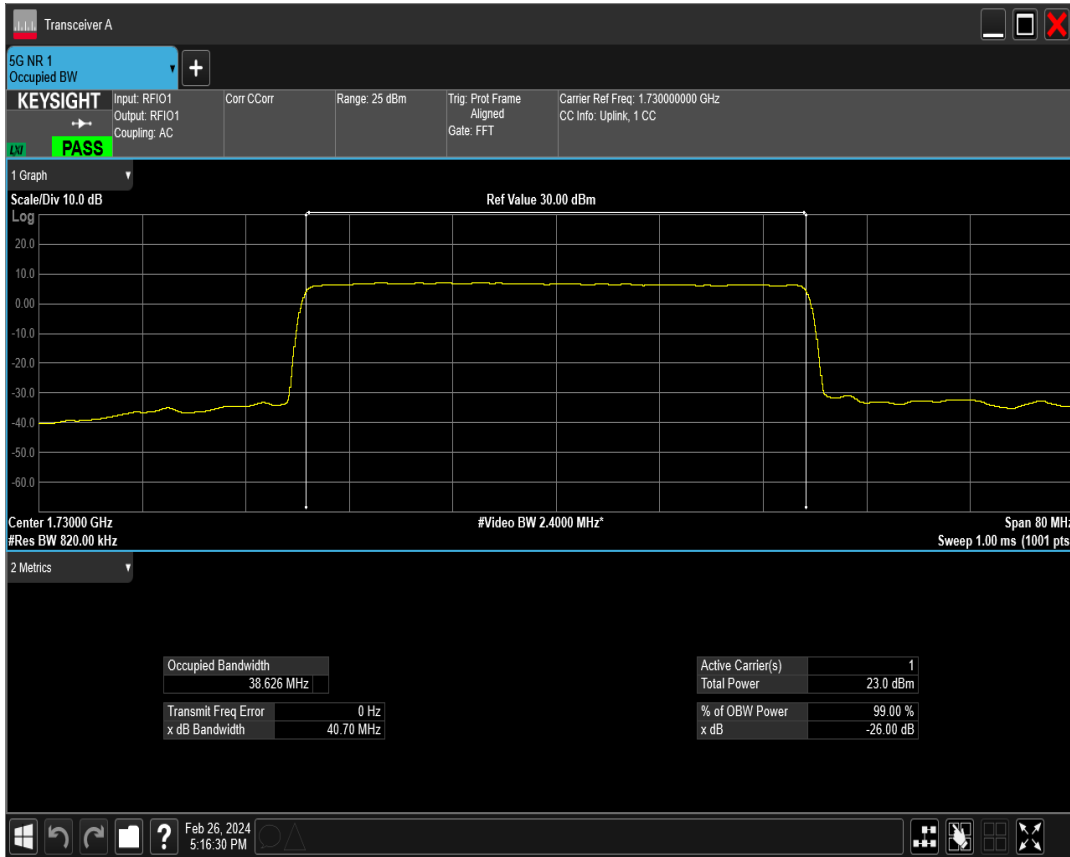 Transceiver A
5G NR 1
Occupied BW
+
KEYSIGHT
LXI
PASS
Input: RFIO1
Output: RFIO1
Coupling: AC
Corr CCorr
Range: 25 dBm
Trig: Prot Frame
Aligned
Gate: FFT
Carrier Ref Freq: 1.730000000 GHz
CC Info: Uplink, 1 CC
1 Graph
Scale/Div 10.0 dB
Ref Value 30.00 dBm
Log
20.0
10.0
0.00
-10.0
-20.0
-30.0
-40.0
-50.0
-60.0
Center 1.73000 GHz
#Video BW 2.4000 MHz*
Span 80 MHz
#Res BW 820.00 kHz
Sweep 1.00 ms (1001 pts
2 Metrics
Occupied Bandwidth
38.626 MHz
Transmit Freq Error 0 Hz
x dB Bandwidth 40.70 MHz
Active Carrier(s) 1
Total Power 23.0 dBm
% of OBW Power 99.00 %
x dB -26.00 dB
?
Feb 26, 2024
5:16:30 PM